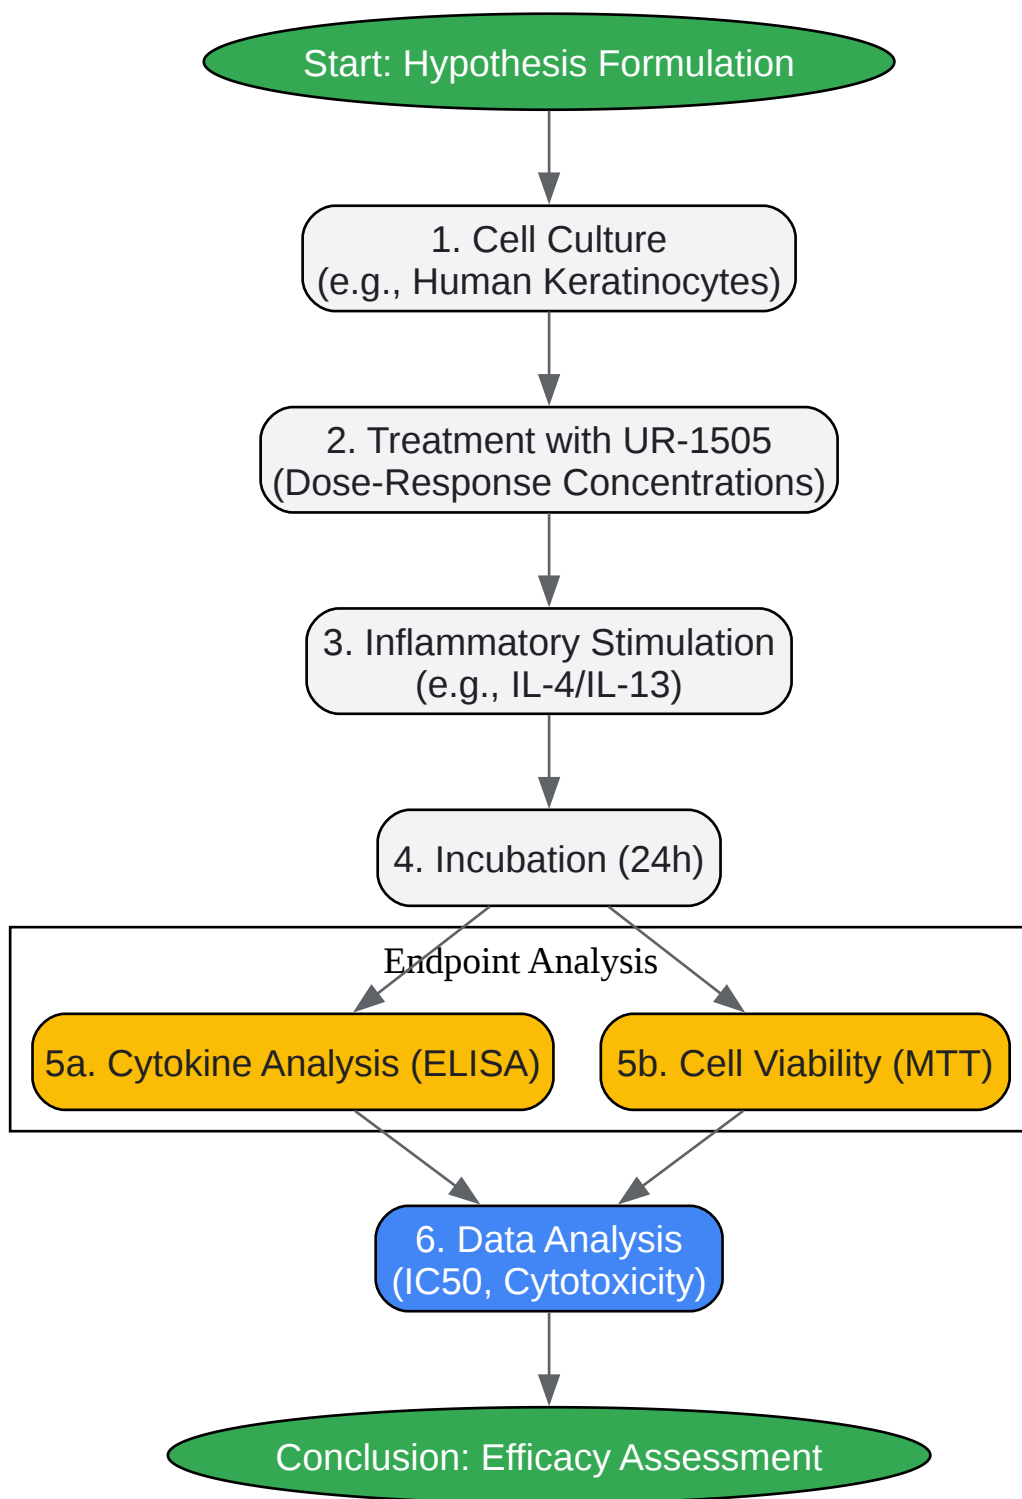 Start: Hypothesis Formulation
1. Cell Culture
(e.g., Human Keratinocytes)
2. Treatment with UR-1505
(Dose-Response Concentrations)
3. Inflammatory Stimulation
(e.g., IL-4/IL-13)
4. Incubation (24h)
Endpoint Analysis
5a. Cytokine Analysis (ELISA)
5b. Cell Viability (MTT)
6. Data Analysis
(IC50, Cytotoxicity)
Conclusion: Efficacy Assessment